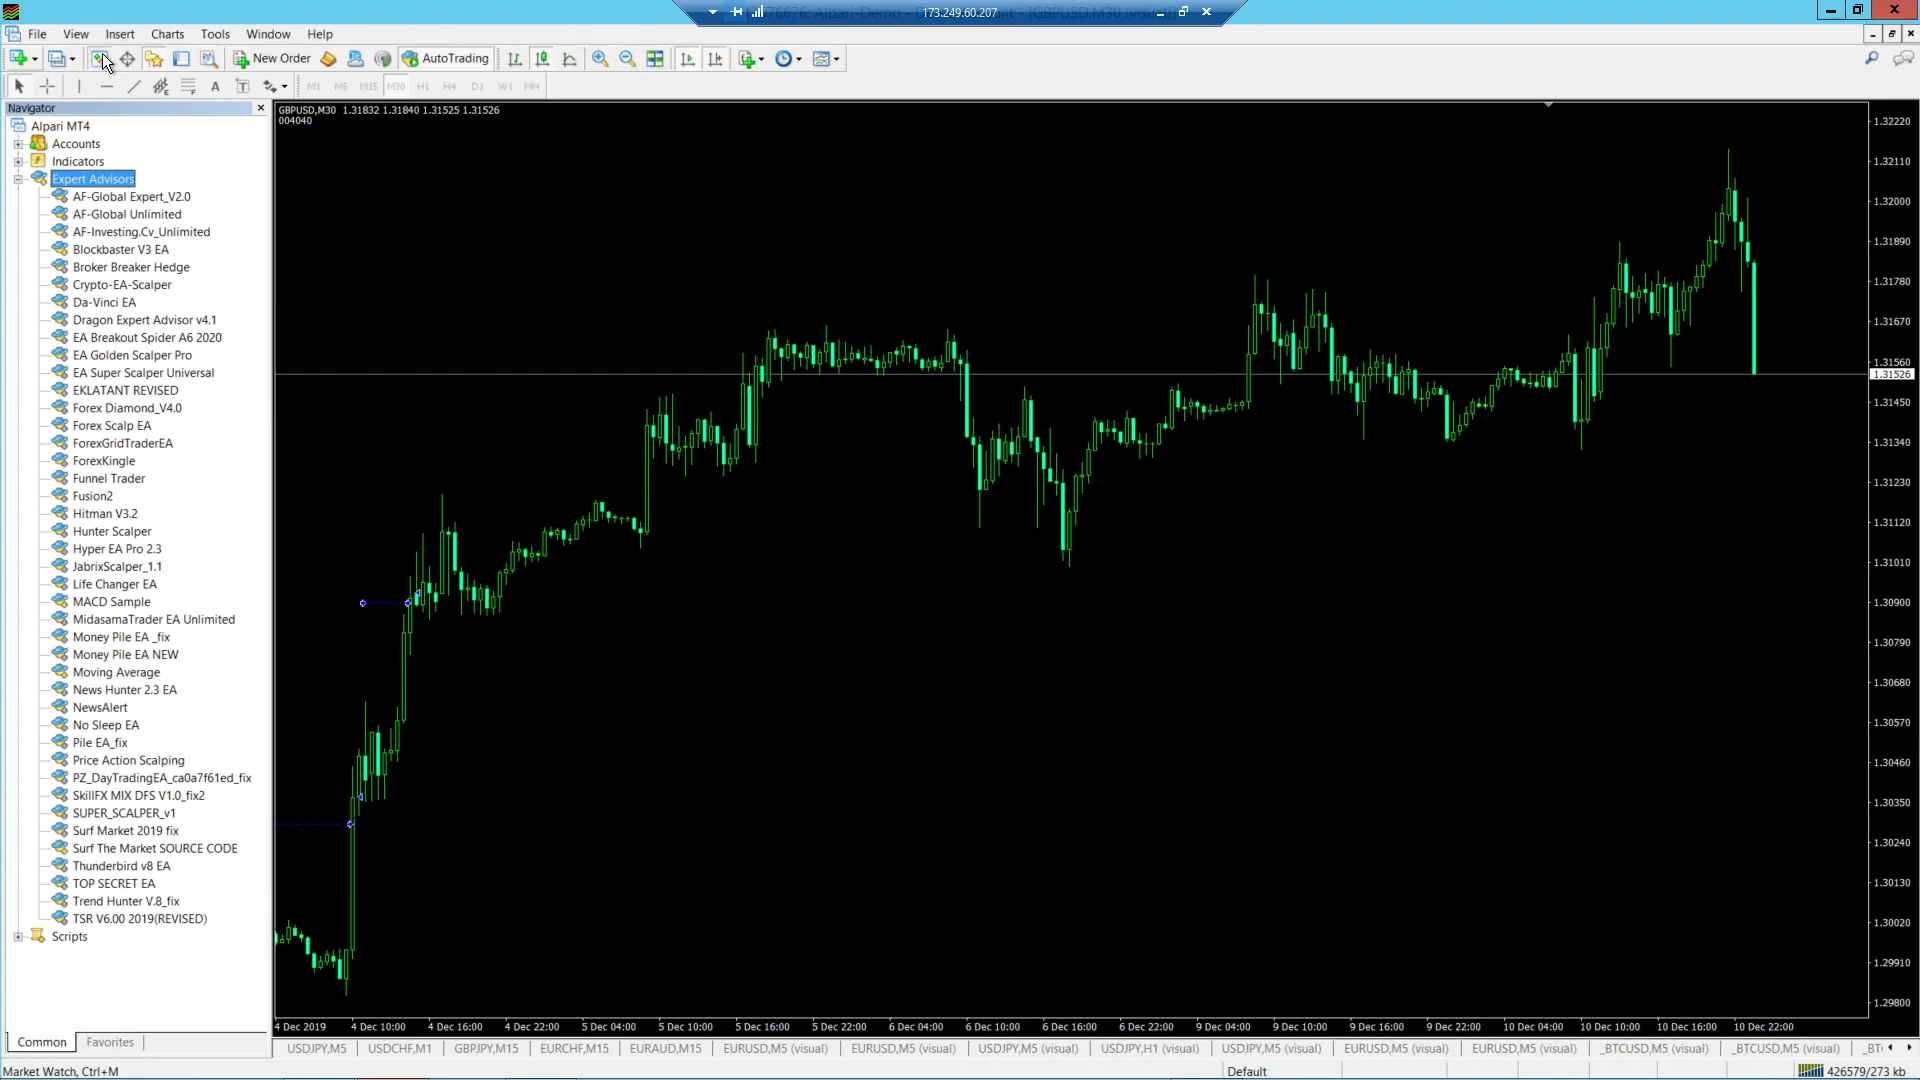 173.249.60.207
File View Insert Charts Tools Window Help
New Order AutoTrading
M1 M5 M15 M30 H1 H4 D1 W1 MN
Navigator
Alpari MT4
Accounts
Indicators
Expert Advisors
AF-Global Expert_V2.0
AF-Global Unlimited
AF-Investing.Cv_Unlimited
Blockbaster V3 EA
Broker Breaker Hedge
Crypto-EA-Scalper
Da-Vinci EA
Dragon Expert Advisor v4.1
EA Breakout Spider A6 2020
EA Golden Scalper Pro
EA Super Scalper Universal
EKLATANT REVISED
Forex Diamond_V4.0
Forex Scalp EA
ForexGridTraderEA
ForexKingle
Funnel Trader
Fusion2
Hitman V3.2
Hunter Scalper
Hyper EA Pro 2.3
JabrixScalper_1.1
Life Changer EA
MACD Sample
MidasamaTrader EA Unlimited
Money Pile EA _fix
Money Pile EA NEW
Moving Average
News Hunter 2.3 EA
NewsAlert
No Sleep EA
Pile EA_fix
Price Action Scalping
PZ_DayTradingEA_ca0a7f61ed_fix
SkillFX MIX DFS V1.0_fix2
SUPER_SCALPER_v1
Surf Market 2019 fix
Surf The Market SOURCE CODE
Thunderbird v8 EA
TOP SECRET EA
Trend Hunter V.8_fix
TSR V6.00 2019(REVISED)
Scripts
Common Favorites
GBPUSD,M30 1.31832 1.31840 1.31525 1.31526
004040
1.32220
1.32110
1.32000
1.31890
1.31780
1.31670
1.31560
1.31526
1.31450
1.31340
1.31230
1.31120
1.31010
1.30900
1.30790
1.30680
1.30570
1.30460
1.30350
1.30240
1.30130
1.30020
1.29910
1.29800
4 Dec 2019 4 Dec 10:00 4 Dec 16:00 4 Dec 22:00 5 Dec 04:00 5 Dec 10:00 5 Dec 16:00 5 Dec 22:00 6 Dec 04:00 6 Dec 10:00 6 Dec 16:00 6 Dec 22:00 9 Dec 04:00 9 Dec 10:00 9 Dec 16:00 9 Dec 22:00 10 Dec 04:00 10 Dec 10:00 10 Dec 16:00 10 Dec 22:00
USDJPY,M5 USDCHF,M1 GBPJPY,M15 EURCHF,M15 EURAUD,M15 EURUSD,M5 (visual) EURUSD,M5 (visual) USDJPY,M5 (visual) USDJPY,H1 (visual) USDJPY,M5 (visual) EURUSD,M5 (visual) EURUSD,M5 (visual) _BTCUSD,M5 (visual) _BTCUSD,M5 (visual)
Market Watch, Ctrl+M Default 426579/273 kb